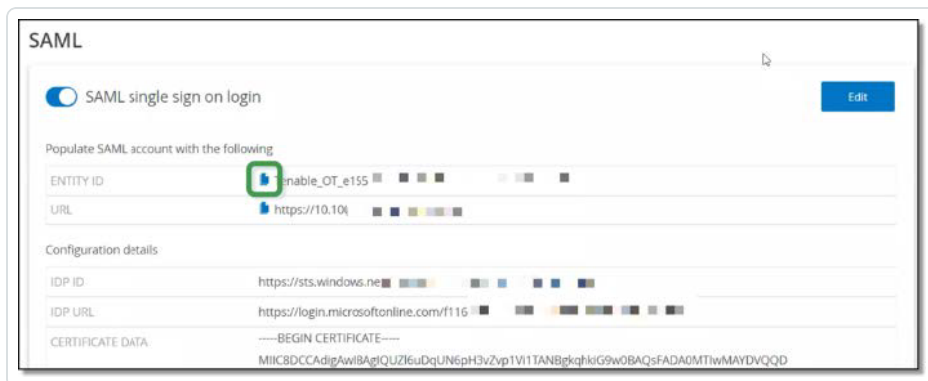 SAML
SAML single sign on login
Edit
Populate SAML account with the following
ENTITY ID enable_OT_e155
URL https://10.10
Configuration details
IDP ID https://sts.windows.ne
IDP URL https://login.microsoftonline.com/f116
CERTIFICATE DATA -----BEGIN CERTIFICATE-----